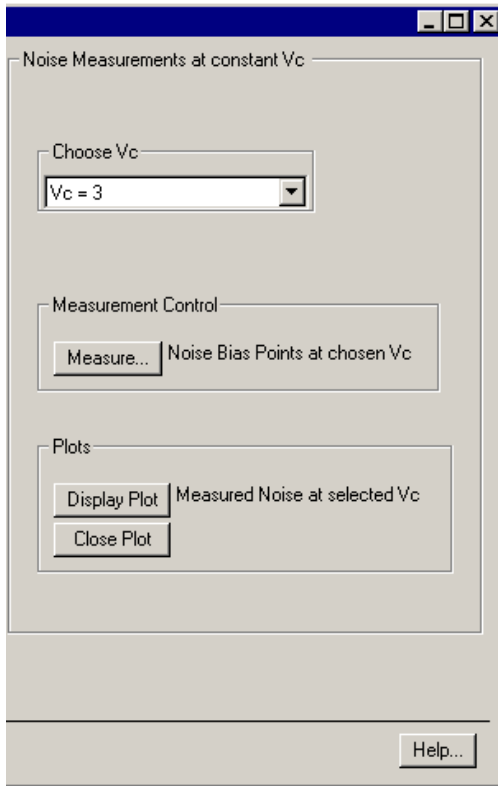 Noise Measurements at constant Vc
Choose Vc
Vc = 3
Measurement Control
Measure... Noise Bias Points at chosen Vc
Plots
Display Plot Measured Noise at selected Vc
Close Plot
Help...